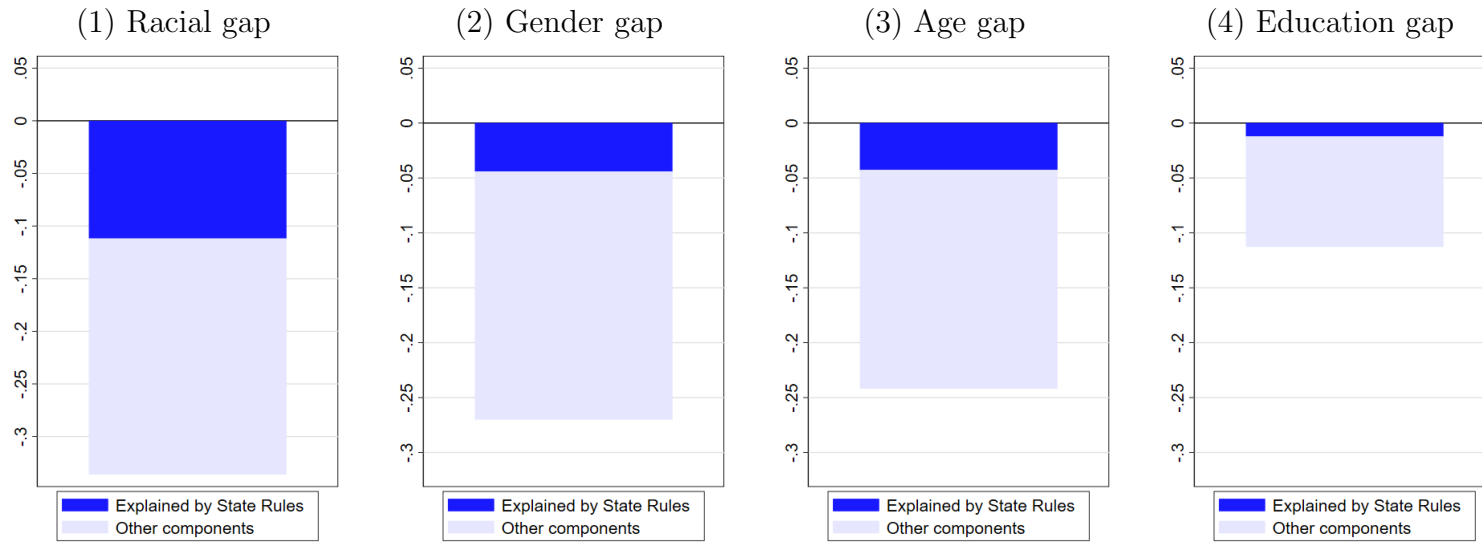 (1) Racial gap
.05
0
-.05
-.1
-.15
-.2
-.25
-.3
Explained by State Rules
Other components
(2) Gender gap
.05
0
-.05
-.1
-.15
-.2
-.25
-.3
Explained by State Rules
Other components
(3) Age gap
.05
0
-.05
-.1
-.15
-.2
-.25
-.3
Explained by State Rules
Other components
(4) Education gap
.05
0
-.05
-.1
-.15
-.2
-.25
-.3
Explained by State Rules
Other components